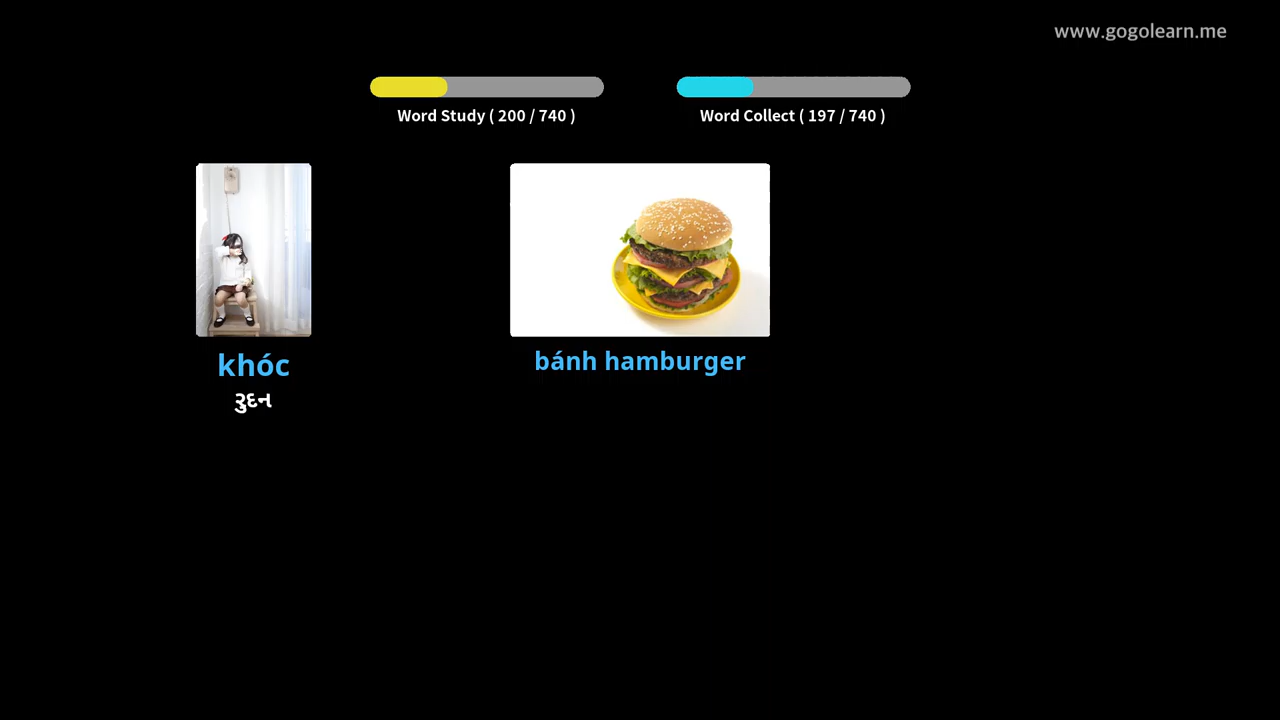 www.gogolearn.me
Word Study ( 200 / 740 )
Word Collect ( 197 / 740 )
khóc
રુદન
bánh hamburger